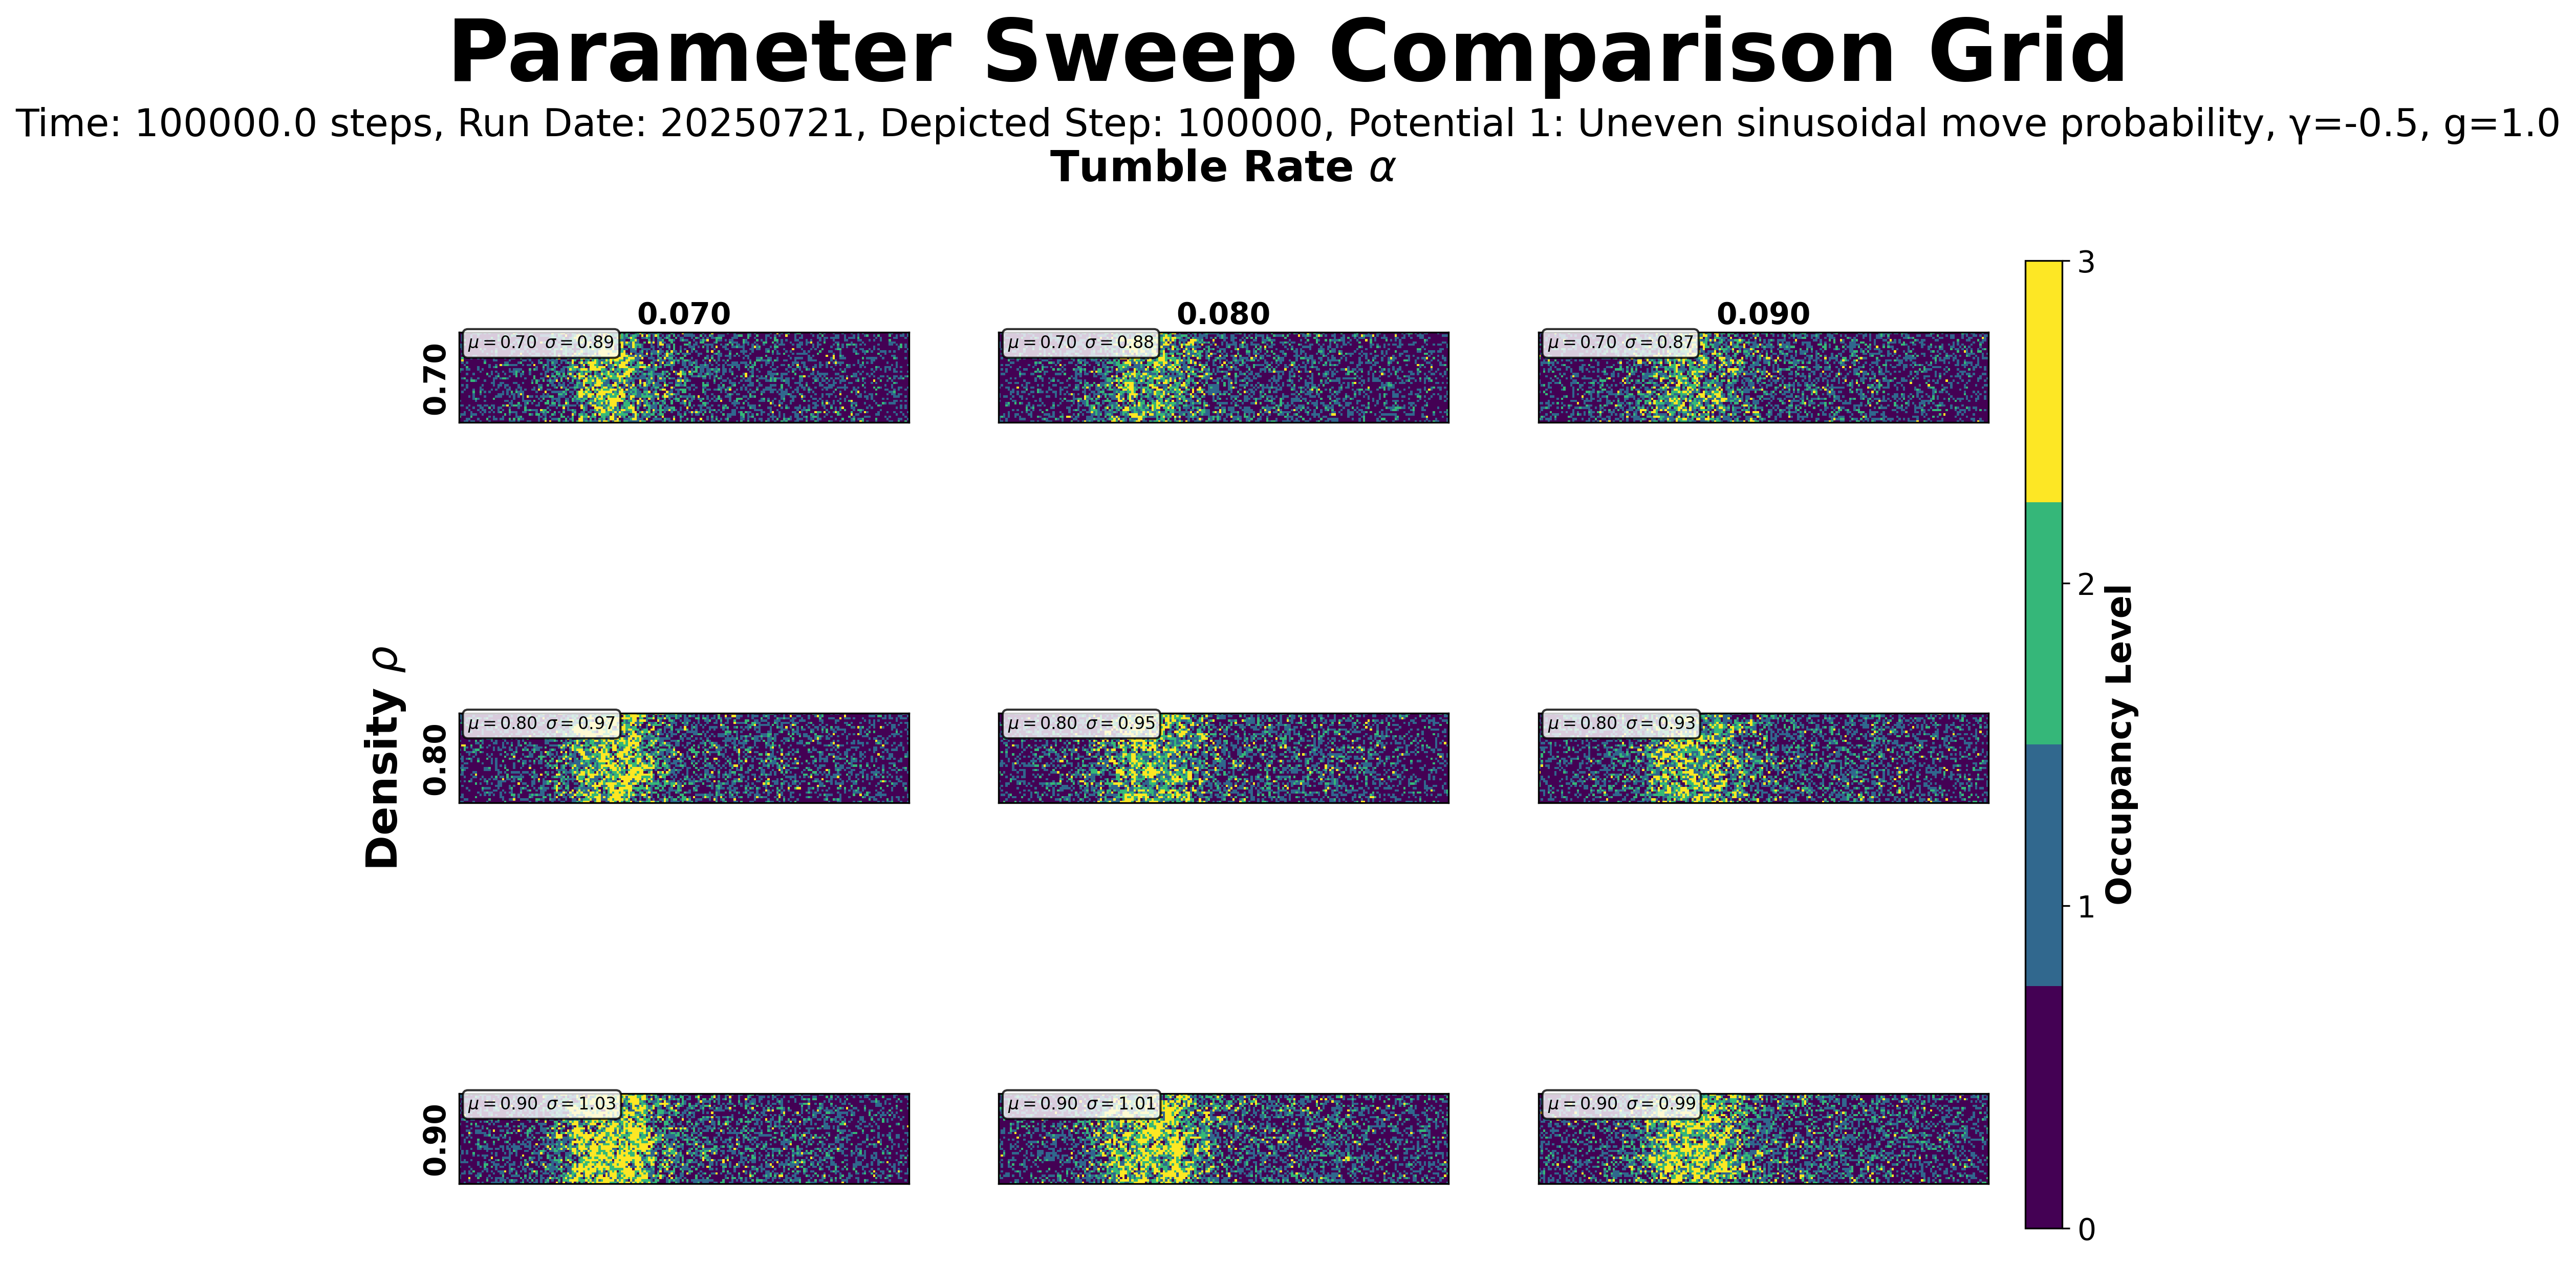 Parameter Sweep Comparison Grid
Time: 100000.0 steps, Run Date: 20250721, Depicted Step: 100000, Potential 1: Uneven sinusoidal move probability, γ=-0.5, g=1.0
Tumble Rate α
0.070 0.080 0.090
0.70
μ = 0.70 σ = 0.89
μ = 0.70 σ = 0.88
μ = 0.70 σ = 0.87
Density ρ
0.80
μ = 0.80 σ = 0.97
μ = 0.80 σ = 0.95
μ = 0.80 σ = 0.93
0.90
μ = 0.90 σ = 1.03
μ = 0.90 σ = 1.01
μ = 0.90 σ = 0.99
3
2
1
0
Occupancy Level